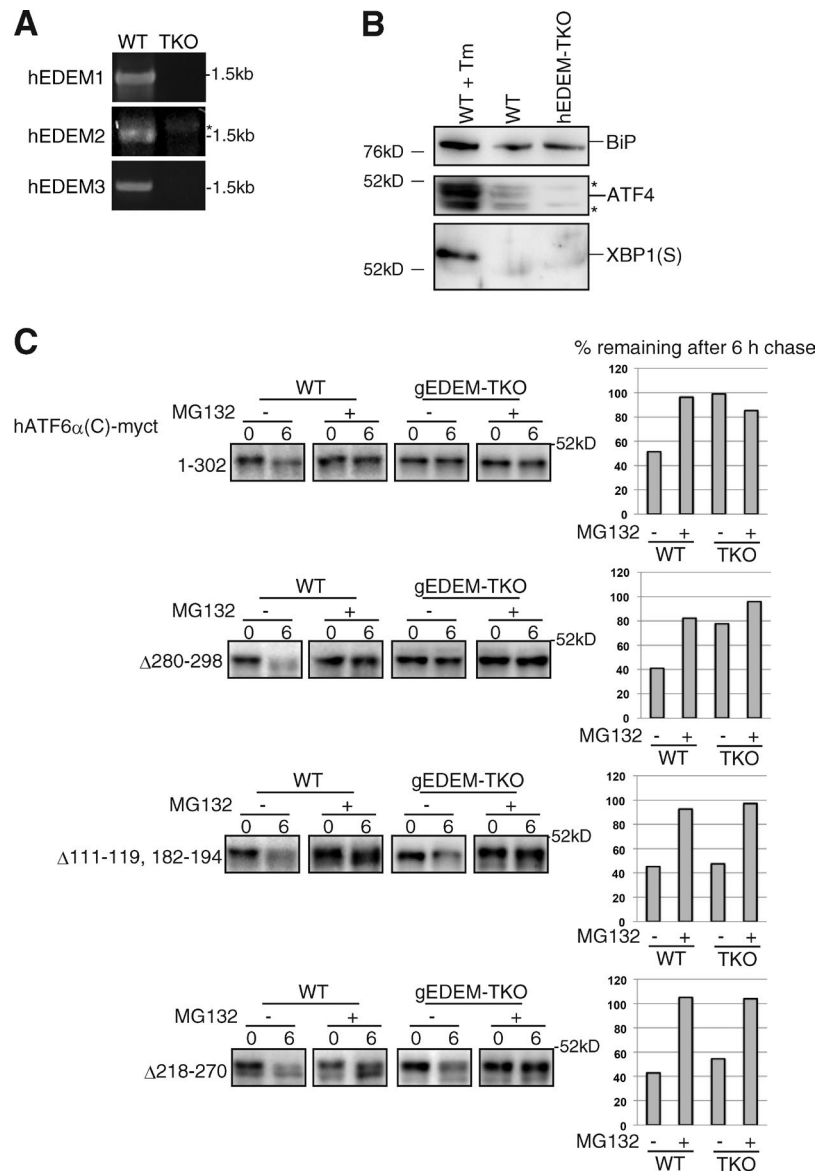 A
WT TKO
hEDEM1
-1.5kb
hEDEM2
*
-1.5kb
hEDEM3
-1.5kb
B
WT + Tm
WT
hEDEM-TKO
76kD
BiP
52kD
*
ATF4
*
XBP1(S)
52kD
C
hATF6α(C)-myct
% remaining after 6 h chase
WT gEDEM-TKO
MG132 - + - +
0 6 0 6 0 6 0 6
-52kD
1-302
120
100
80
60
40
20
0
MG132 - + - +
WT TKO
WT gEDEM-TKO
MG132 - + - +
0 6 0 6 0 6 0 6
-52kD
Δ280-298
120
100
80
60
40
20
0
MG132 - + - +
WT TKO
WT gEDEM-TKO
MG132 - + - +
0 6 0 6 0 6 0 6
-52kD
Δ111-119, 182-194
120
100
80
60
40
20
0
MG132 - + - +
WT TKO
WT gEDEM-TKO
MG132 - + - +
0 6 0 6 0 6 0 6
-52kD
Δ218-270
120
100
80
60
40
20
0
MG132 - + - +
WT TKO